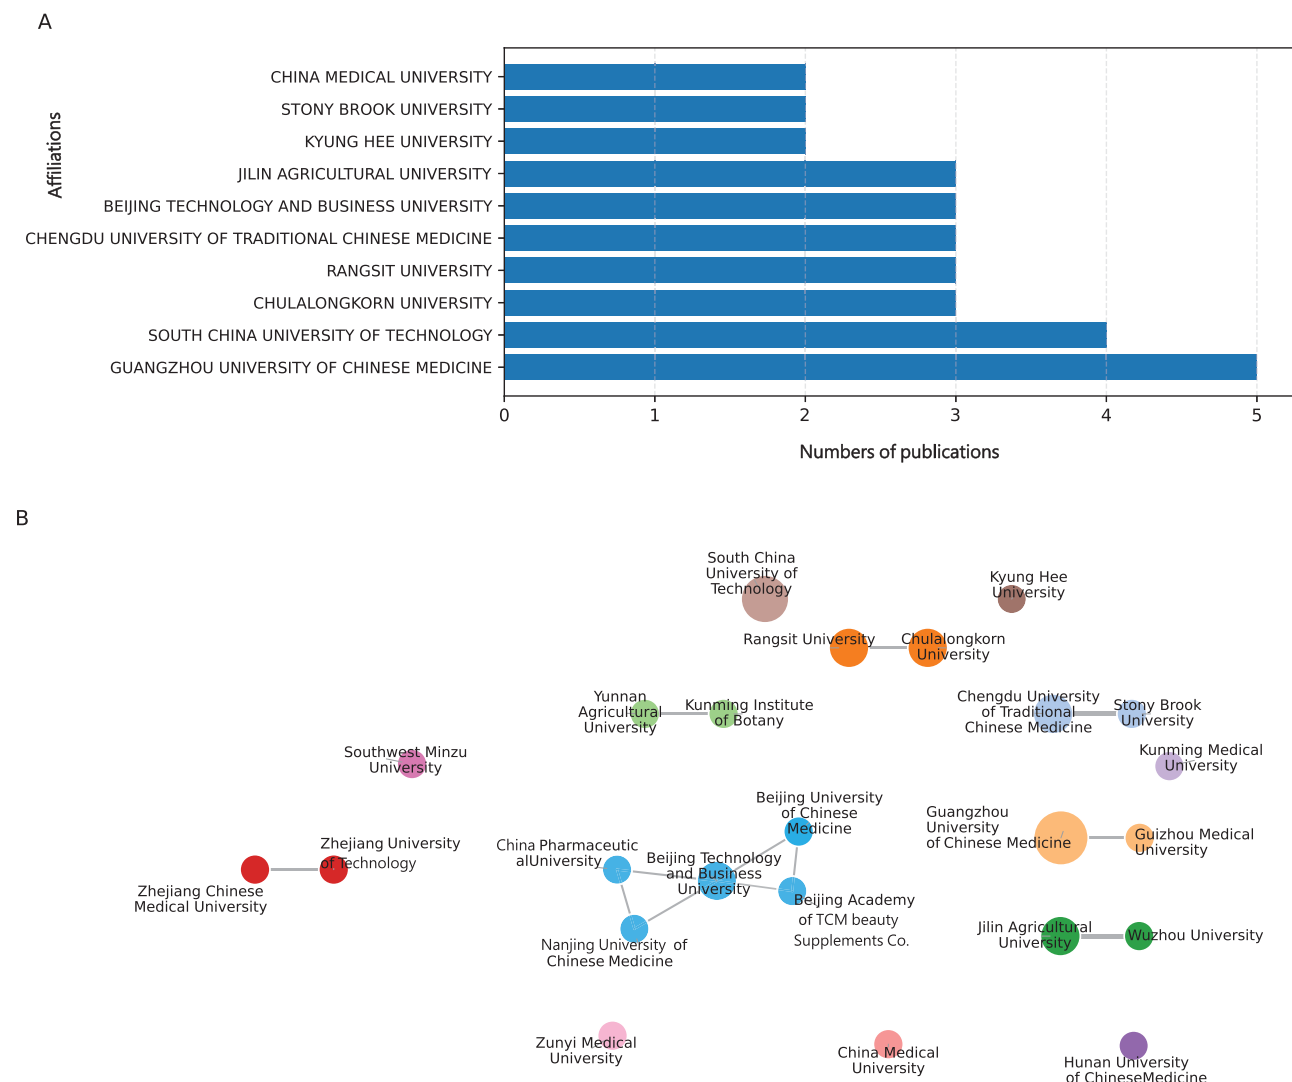 A
Affiliations
CHINA MEDICAL UNIVERSITY
STONY BROOK UNIVERSITY
KYUNG HEE UNIVERSITY
JILIN AGRICULTURAL UNIVERSITY
BEIJING TECHNOLOGY AND BUSINESS UNIVERSITY
CHENGDU UNIVERSITY OF TRADITIONAL CHINESE MEDICINE
RANGSIT UNIVERSITY
CHULALONGKORN UNIVERSITY
SOUTH CHINA UNIVERSITY OF TECHNOLOGY
GUANGZHOU UNIVERSITY OF CHINESE MEDICINE
0 1 2 3 4 5
Numbers of publications
B
South China
University of
Technology
Kyung Hee
University
Rangsit University
Chulalongkorn
University
Yunnan
Agricultural
University
Kunming Institute
of Botany
Chengdu University
of Traditional
Chinese Medicine
Stony Brook
University
Southwest Minzu
University
Kunming Medical
University
Beijing University
of Chinese
Medicine
Guangzhou
University
of Chinese Medicine
Guizhou Medical
University
Zhejiang University
of Technology
China Pharmaceutic
alUniversity
Beijing Technology
and Business
University
Zhejiang Chinese
Medical University
Beijing Academy
of TCM beauty
Supplements Co.
Nanjing University of
Chinese Medicine
Jilin Agricultural
University
Wuzhou University
Zunyi Medical
University
China Medical
University
Hunan University
of ChineseMedicine